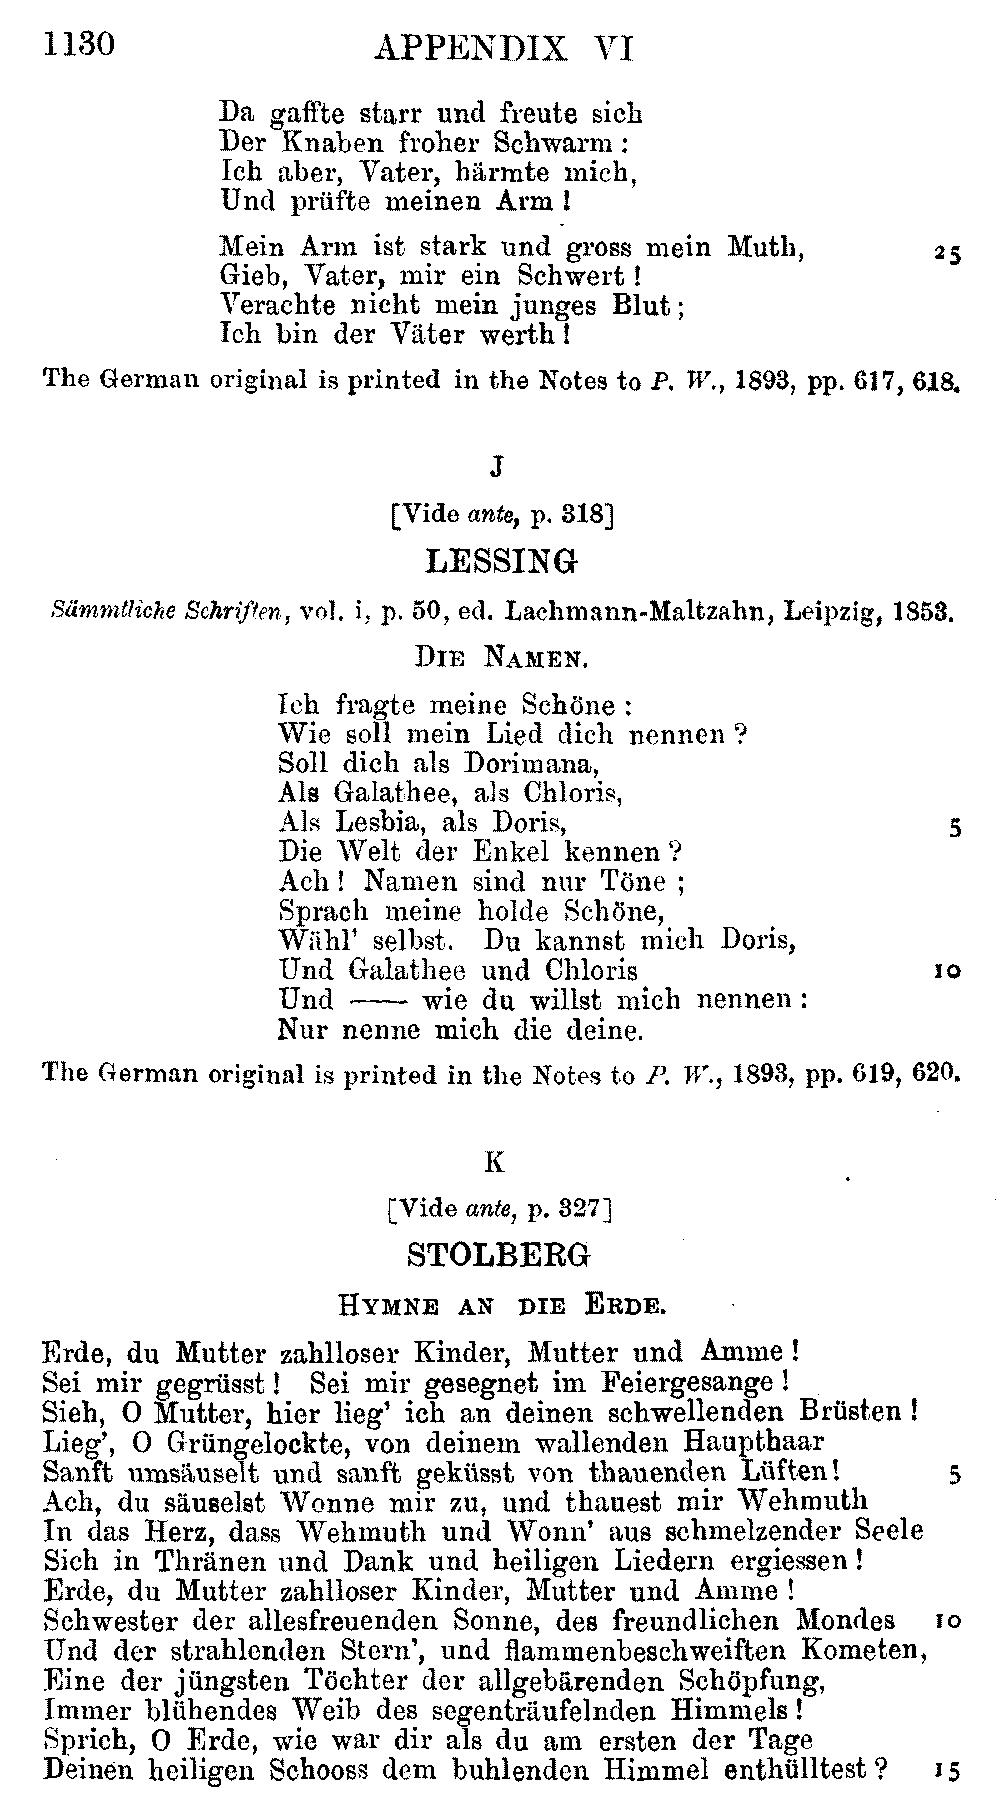 1130
APPENDIX VI
Da gaffte starr und freute sich
Der Knaben froher Schwarm :
Ich aber, Vater, härmte mich,
Und prüfte meinen Arm !
Mein Arm ist stark und gross mein Muth, 25
Gieb, Vater, mir ein Schwert !
Verachte nicht mein junges Blut ;
Ich bin der Väter werth !
The German original is printed in the Notes to P. W., 1893, pp. 617, 618.
J
[Vide ante, p. 318]
LESSING
Sämmtliche Schriften, vol. i, p. 50, ed. Lachmann-Maltzahn, Leipzig, 1853.
DIE NAMEN.
Ich fragte meine Schöne :
Wie soll mein Lied dich nennen ?
Soll dich als Dorimana,
Als Galathee, als Chloris,
Als Lesbia, als Doris, 5
Die Welt der Enkel kennen ?
Ach ! Namen sind nur Töne ;
Sprach meine holde Schöne,
Wähl' selbst. Du kannst mich Doris,
Und Galathee und Chloris 10
Und —— wie du willst mich nennen :
Nur nenne mich die deine.
The German original is printed in the Notes to P. W., 1893, pp. 619, 620.
K
[Vide ante, p. 327]
STOLBERG
HYMNE AN DIE ERDE.
Erde, du Mutter zahlloser Kinder, Mutter und Amme !
Sei mir gegrüsst ! Sei mir gesegnet im Feiergesange !
Sieh, O Mutter, hier lieg' ich an deinen schwellenden Brüsten !
Lieg', O Grüngelockte, von deinem wallenden Haupthaar
Sanft umsäuselt und sanft geküsst von thauenden Lüften ! 5
Ach, du säuselst Wonne mir zu, und thauest mir Wehmuth
In das Herz, dass Wehmuth und Wonn' aus schmelzender Seele
Sich in Thränen und Dank und heiligen Liedern ergiessen !
Erde, du Mutter zahlloser Kinder, Mutter und Amme !
Schwester der allesfreuenden Sonne, des freundlichen Mondes 10
Und der strahlenden Stern', und flammenbeschweiften Kometen,
Eine der jüngsten Töchter der allgebärenden Schöpfung,
Immer blühendes Weib des segenträufelnden Himmels !
Sprich, O Erde, wie war dir als du am ersten der Tage
Deinen heiligen Schooss dem buhlenden Himmel enthülltest ? 15